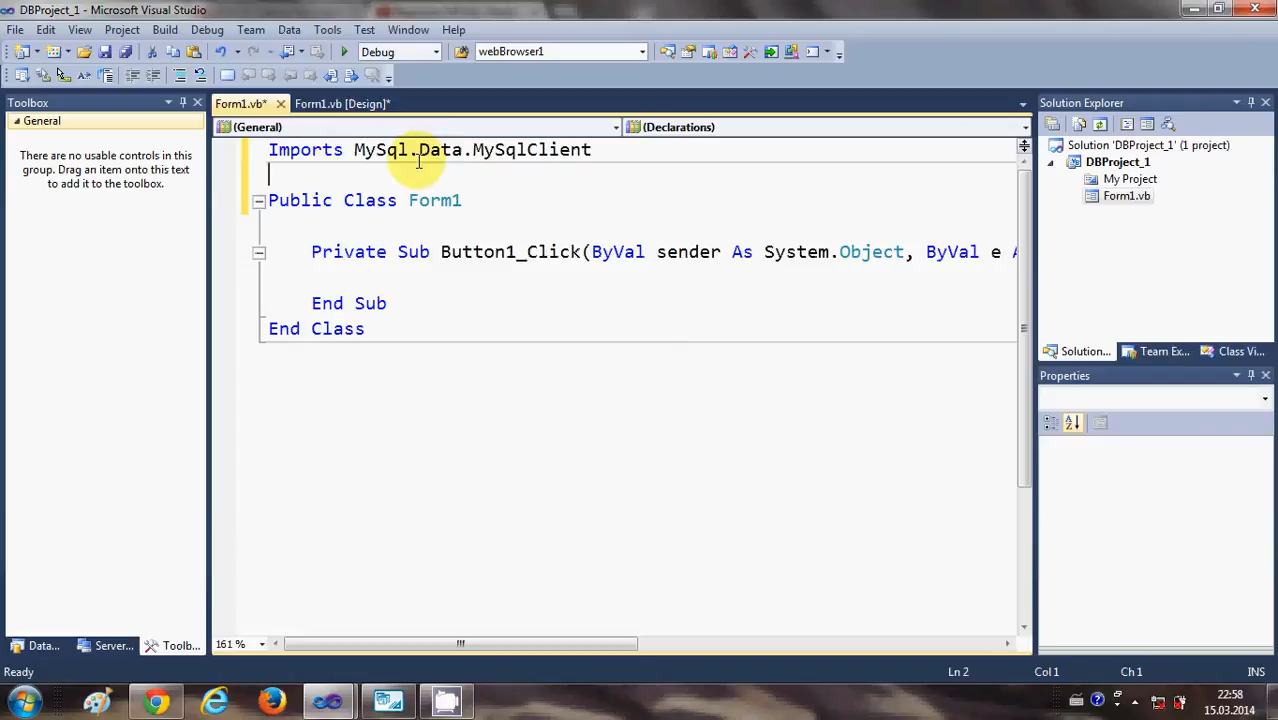 DBProject_1 - Microsoft Visual Studio
File Edit View Project Build Debug Team Data Tools Test Window Help
Debug webBrowser1
Toolbox
General
There are no usable controls in this
group. Drag an item onto this text
to add it to the toolbox.
Data... Server... Toolb...
Form1.vb* Form1.vb [Design]*
(General) (Declarations)
Imports MySql.Data.MySqlClient
Public Class Form1
Private Sub Button1_Click(ByVal sender As System.Object, ByVal e A
End Sub
End Class
161 %
Solution Explorer
Solution 'DBProject_1' (1 project)
DBProject_1
My Project
Form1.vb
Solution... Team Ex... Class Vi...
Properties
Ready Ln 2 Col 1 Ch 1 INS
22:58
15.03.2014